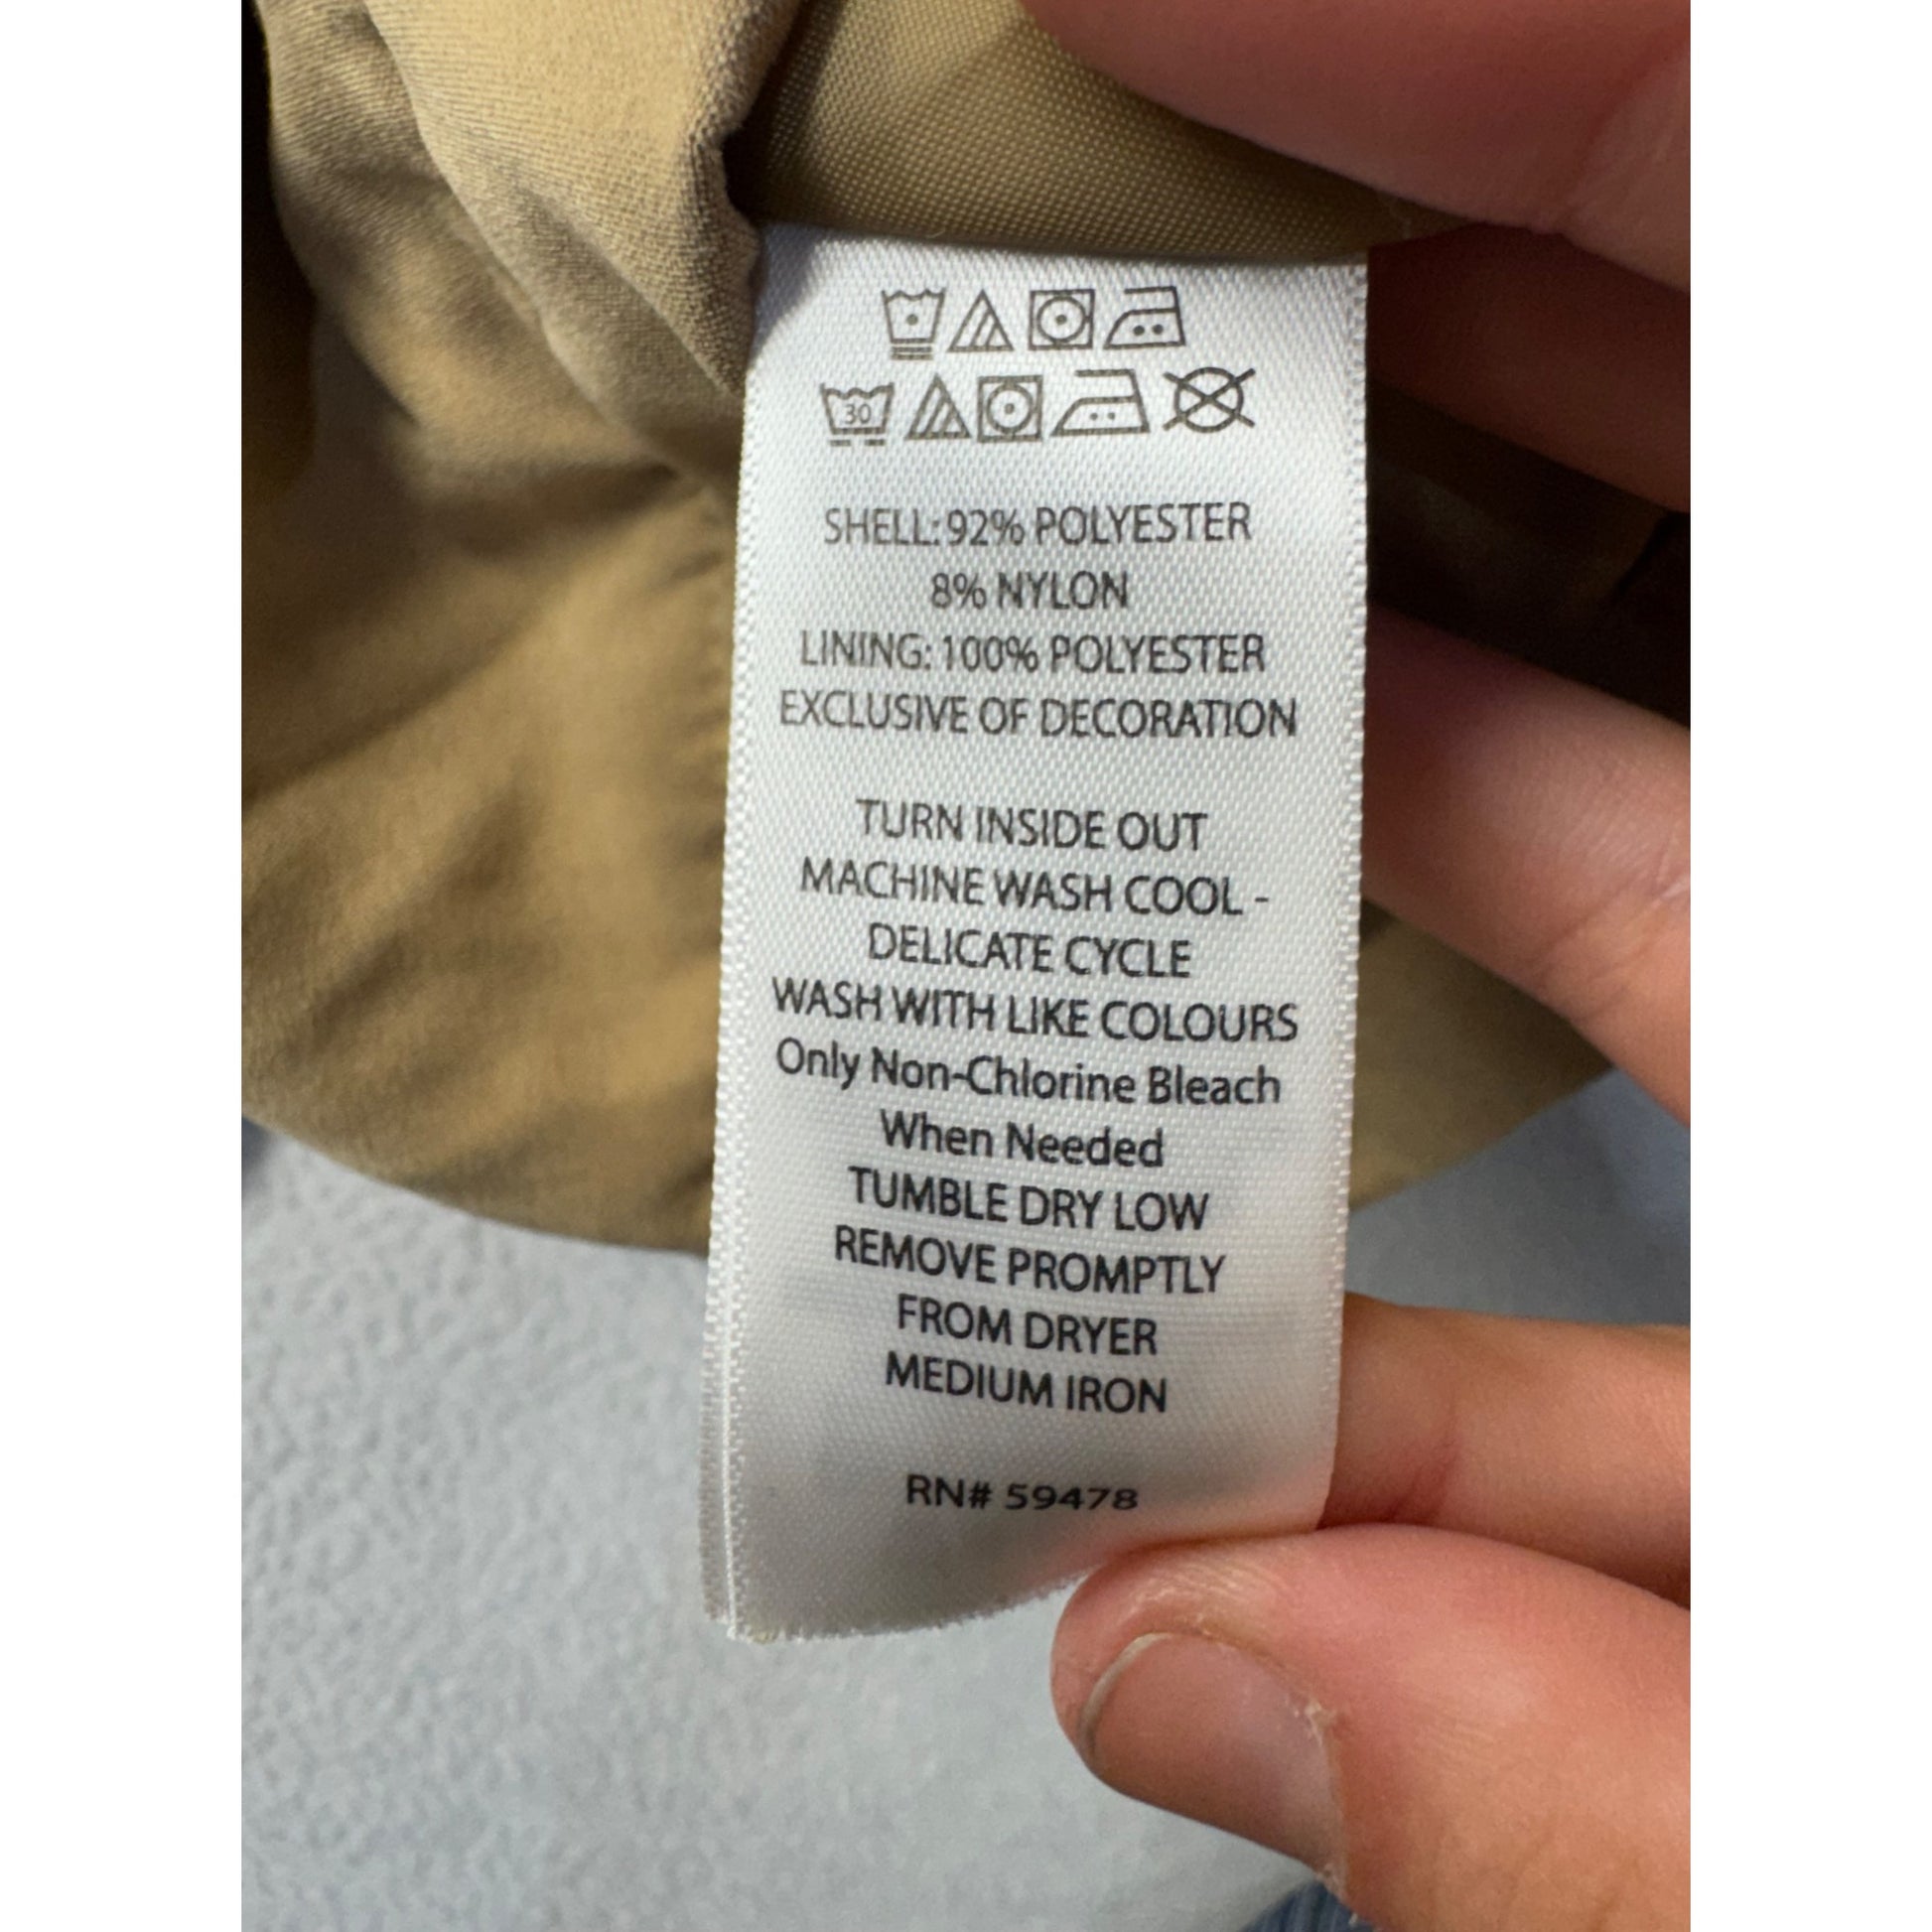 30
SHELL: 92% POLYESTER
8% NYLON
LINING: 100% POLYESTER
EXCLUSIVE OF DECORATION
TURN INSIDE OUT
MACHINE WASH COOL -
DELICATE CYCLE
WASH WITH LIKE COLOURS
Only Non-Chlorine Bleach
When Needed
TUMBLE DRY LOW
REMOVE PROMPTLY
FROM DRYER
MEDIUM IRON
RN# 59478